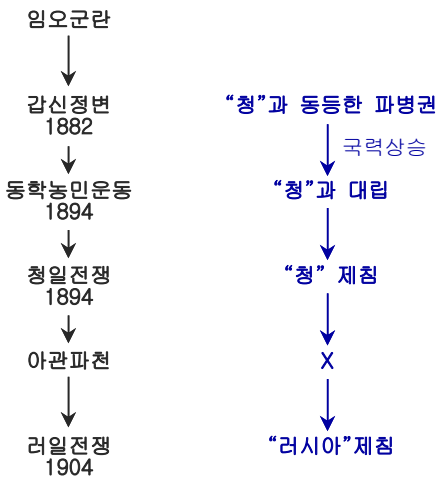 임오군란
갑신정변
1882
동학농민운동
1894
청일전쟁
1894
아관파천
러일전쟁
1904
“청”과 동등한 파병권
국력상승
“청”과 대립
“청” 제침
X
“러시아”제침